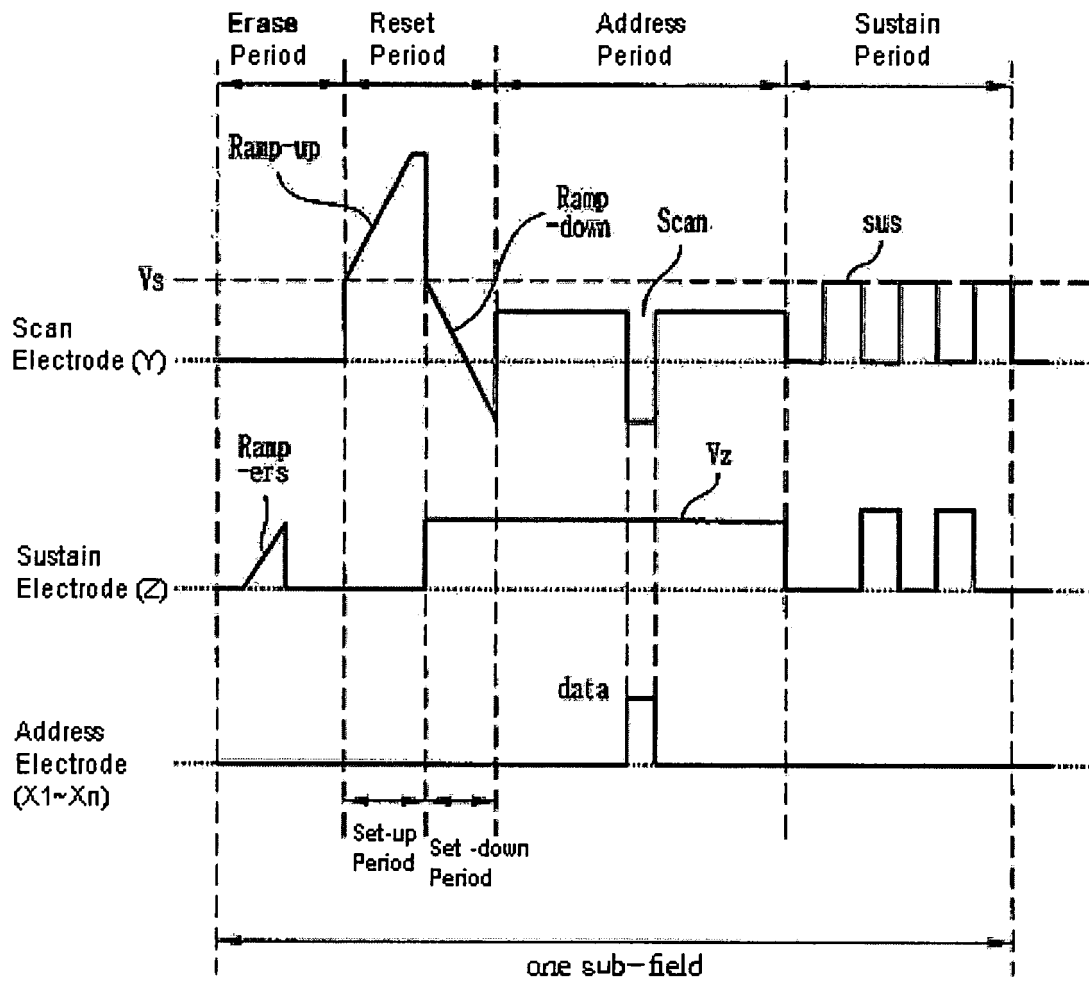 Erase
Period
Reset
Period
Address
Period
Sustain
Period
Ramp-up
Ramp
-down
Scan
sus
Vs
Scan
Electrode (Y)
Ramp
-ers
Vz
Sustain
Electrode (Z)
data
Address
Electrode
(X1~Xn)
Set-up
Period
Set -down
Period
one sub-field